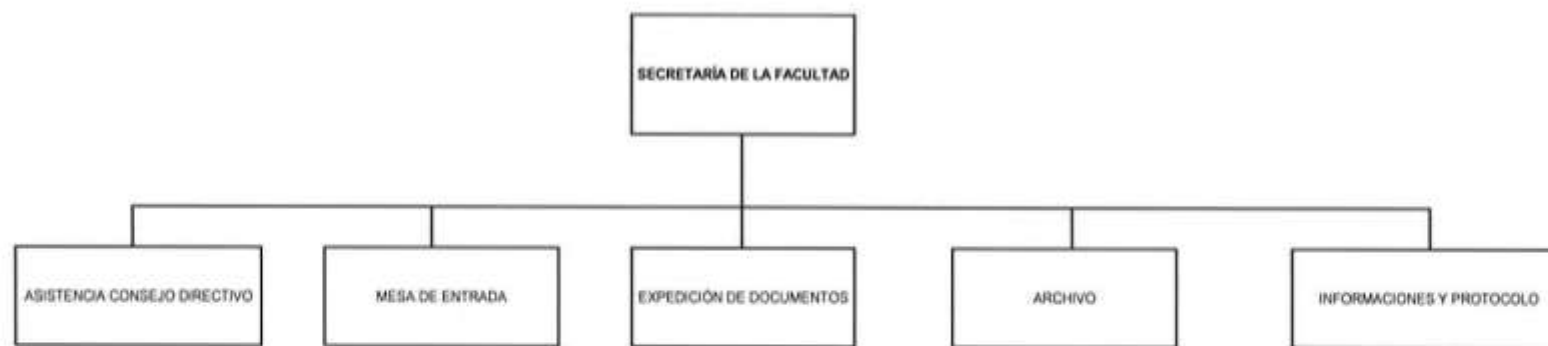 SECRETARÍA DE LA FACULTAD
ASISTENCIA CONSEJO DIRECTIVO
MESA DE ENTRADA
EXPEDICIÓN DE DOCUMENTOS
ARCHIVO
INFORMACIONES Y PROTOCOLO